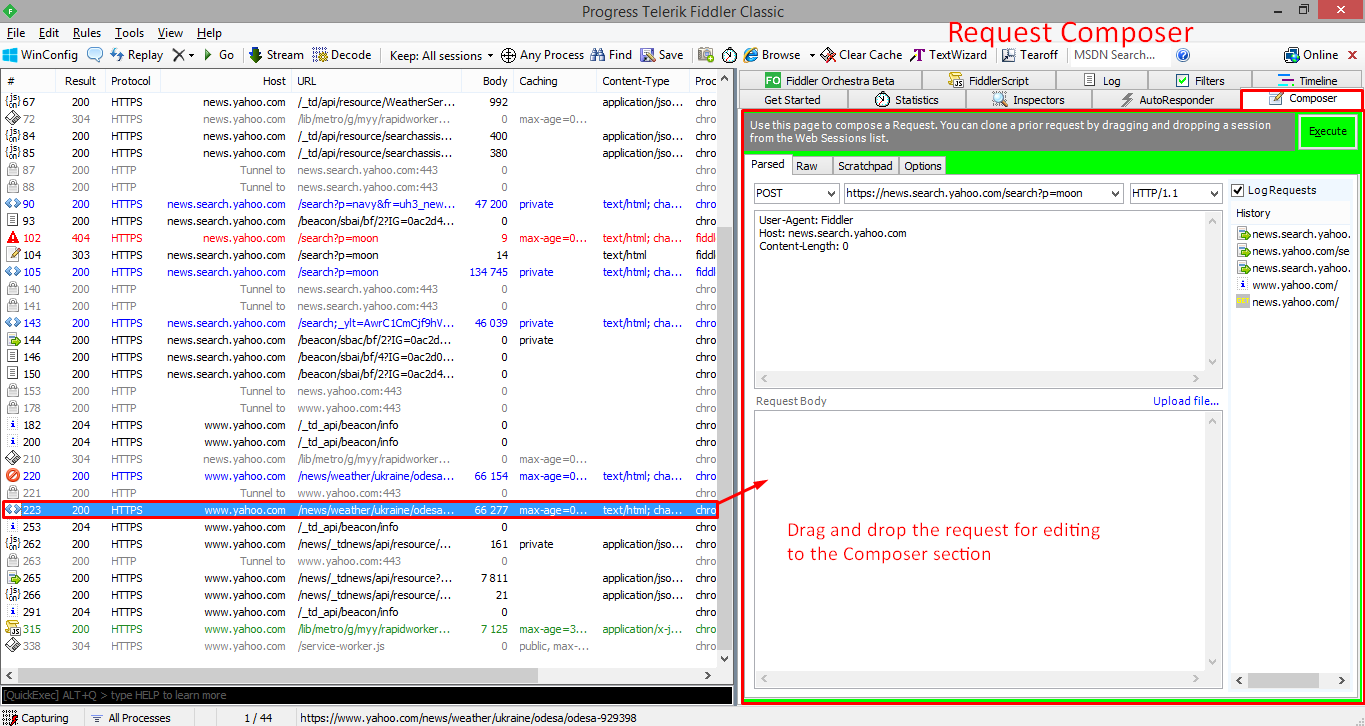 Progress Telerik Fiddler Classic
File Edit Rules Tools View Help
Request Composer
WinConfig Replay Go Stream Decode Keep: All sessions Any Process Find Save Browse Clear Cache TextWizard Tearoff MSDN Search... Online
# Result Protocol Host URL Body Caching Content-Type Proc
67 200 HTTPS news.yahoo.com /_td/api/resource/WeatherSer... 992 application/jso... chro
72 304 HTTPS news.yahoo.com /lib/metro/g/myy/rapidworker... 0 max-age=0... chro
84 200 HTTPS news.yahoo.com /_td/api/resource/searchassis... 400 application/jso... chro
85 200 HTTPS news.yahoo.com /_td/api/resource/searchassis... 380 application/jso... chro
87 200 HTTP Tunnel to news.search.yahoo.com:443 0 chro
88 200 HTTP Tunnel to news.search.yahoo.com:443 0 chro
90 200 HTTPS news.search.yahoo.com /search?p=navy&fr=uh3_new... 47 200 private text/html; cha... chro
93 200 HTTPS news.search.yahoo.com /beacon/sbai/bf/2?IG=0ac2d4... 0 chro
102 404 HTTPS news.yahoo.com /search?p=moon 9 max-age=0... text/html; cha... fiddl
104 303 HTTPS news.search.yahoo.com /search?p=moon 14 text/html fiddl
105 200 HTTPS news.search.yahoo.com /search?p=moon 134 745 private text/html; cha... fiddl
140 200 HTTP Tunnel to news.search.yahoo.com:443 0 chro
141 200 HTTP Tunnel to news.search.yahoo.com:443 0 chro
143 200 HTTPS news.search.yahoo.com /search;_ylt=AwrC1CmCjf9hV... 46 039 private text/html; cha... chro
144 200 HTTPS news.search.yahoo.com /beacon/sbac/bf/2?IG=0ac2d... 0 private chro
146 200 HTTPS news.search.yahoo.com /beacon/sbai/bf/4?IG=0ac2d0... 0 chro
150 200 HTTPS news.search.yahoo.com /beacon/sbai/bf/2?IG=0ac2d4... 0 chro
153 200 HTTP Tunnel to news.yahoo.com:443 0 chro
178 200 HTTP Tunnel to www.yahoo.com:443 0 chro
182 204 HTTPS www.yahoo.com /_td_api/beacon/info 0 chro
200 204 HTTPS www.yahoo.com /_td_api/beacon/info 0 chro
210 304 HTTPS news.yahoo.com /lib/metro/g/myy/rapidworker... 0 max-age=0... chro
220 200 HTTPS www.yahoo.com /news/weather/ukraine/odesa... 66 154 max-age=0... text/html; cha... chro
221 200 HTTP Tunnel to www.yahoo.com:443 0 chro
223 200 HTTPS www.yahoo.com /news/weather/ukraine/odesa... 66 277 max-age=0... text/html; cha... chro
253 204 HTTPS www.yahoo.com /_td_api/beacon/info 0 chro
262 200 HTTPS www.yahoo.com /news/_tdnews/api/resource/... 161 private application/jso... chro
263 200 HTTP Tunnel to www.yahoo.com:443 0 chro
265 200 HTTPS www.yahoo.com /news/_tdnews/api/resource?... 7 811 application/jso... chro
266 200 HTTPS www.yahoo.com /news/_tdnews/api/resource/... 21 application/jso... chro
291 204 HTTPS www.yahoo.com /_td_api/beacon/info 0 chro
315 200 HTTPS www.yahoo.com /lib/metro/g/myy/rapidworker... 7 125 max-age=3... application/x-j... chro
338 304 HTTPS www.yahoo.com /service-worker.js 0 public, max-... chro
[QuickExec] ALT+Q > type HELP to learn more
Capturing All Processes 1 / 44 https://www.yahoo.com/news/weather/ukraine/odesa/odesa-929398
FO Fiddler Orchestra Beta FiddlerScript Log Filters Timeline
Get Started Statistics Inspectors AutoResponder Composer
Use this page to compose a Request. You can clone a prior request by dragging and dropping a session
from the Web Sessions list.
Execute
Parsed Raw Scratchpad Options
POST https://news.search.yahoo.com/search?p=moon HTTP/1.1
User-Agent: Fiddler
Host: news.search.yahoo.com
Content-Length: 0
Request Body Upload file...
Drag and drop the request for editing
to the Composer section
Log Requests
History
news.search.yahoo.
news.yahoo.com/se
news.search.yahoo.
www.yahoo.com/
news.yahoo.com/